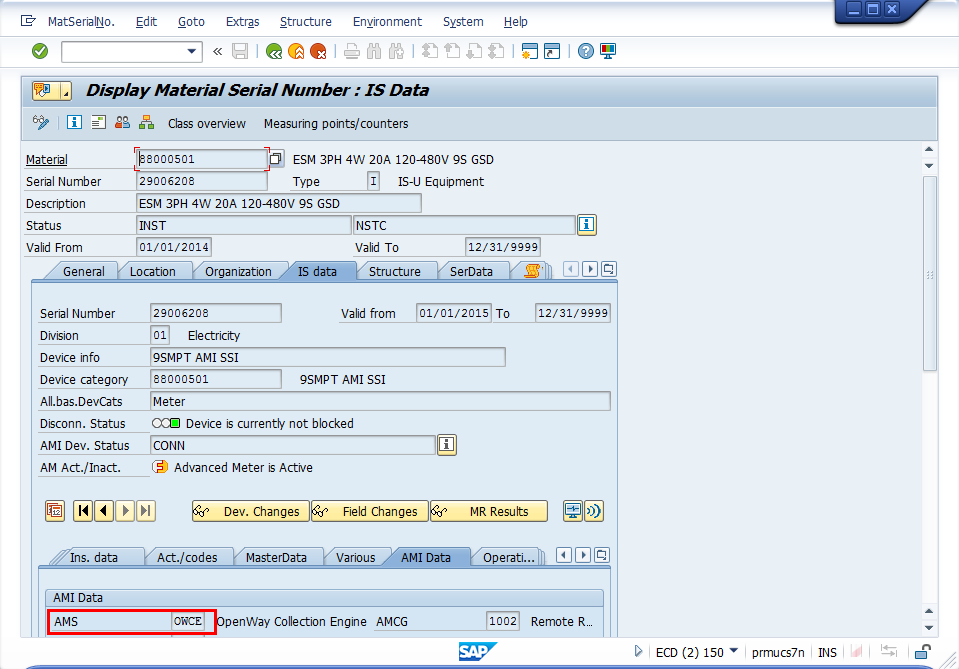 MatSerialNo. Edit Goto Extras Structure Environment System Help
Display Material Serial Number : IS Data
Class overview Measuring points/counters
Material 88000501 ESM 3PH 4W 20A 120-480V 9S GSD
Serial Number 29006208 Type I IS-U Equipment
Description ESM 3PH 4W 20A 120-480V 9S GSD
Status INST NSTC
Valid From 01/01/2014 Valid To 12/31/9999
General Location Organization IS data Structure SerData
Serial Number 29006208 Valid from 01/01/2015 To 12/31/9999
Division 01 Electricity
Device info 9SMPT AMI SSI
Device category 88000501 9SMPT AMI SSI
All.bas.DevCats Meter
Disconn. Status Device is currently not blocked
AMI Dev. Status CONN
AM Act./Inact. Advanced Meter is Active
Dev. Changes Field Changes MR Results
Ins. data Act./codes MasterData Various AMI Data Operati...
AMI Data
AMS OWCE OpenWay Collection Engine AMCG 1002 Remote R...
SAP ECD (2) 150 prmucs7n INS